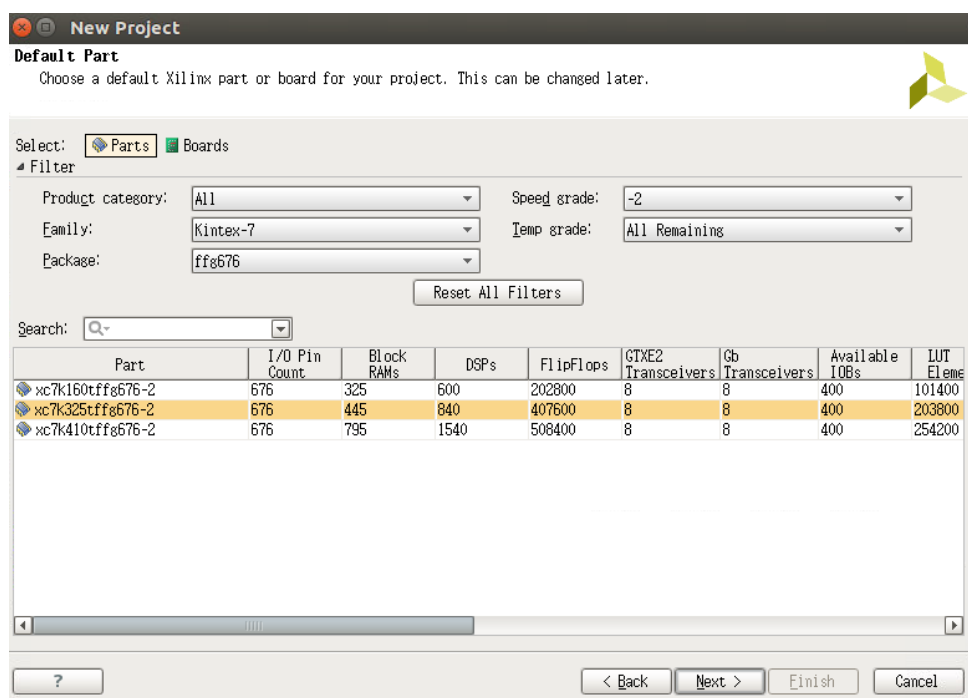 New Project
Default Part
Choose a default Xilinx part or board for your project. This can be changed later.
Select: Parts Boards
Filter
Product category: All Speed grade: -2
Family: Kintex-7 Temp grade: All Remaining
Package: ffg676
Reset All Filters
Search:
Part I/O Pin Count Block RAMs DSPs FlipFlops GTXE2 Transceivers Gb Transceivers Available IOBs LUT Eleme
xc7k160tffg676-2 676 325 600 202800 8 8 400 101400
xc7k325tffg676-2 676 445 840 407600 8 8 400 203800
xc7k410tffg676-2 676 795 1540 508400 8 8 400 254200
? < Back Next > Finish Cancel